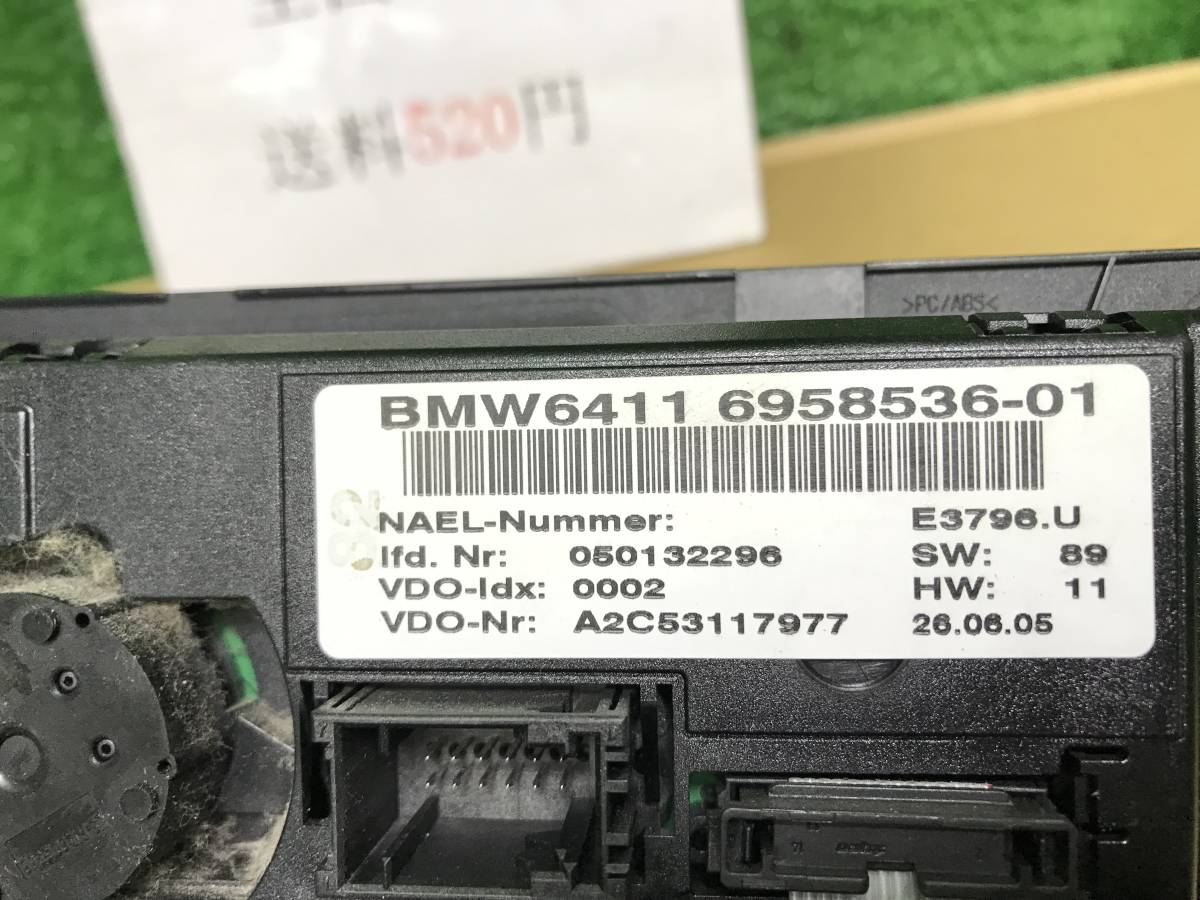 送料520円
>PC/ABS<
BMW6411 6958536-01
NAEL-Nummer: E3796.U
lfd. Nr: 050132296 SW: 89
VDO-Idx: 0002 HW: 11
VDO-Nr: A2C53117977 26.06.05